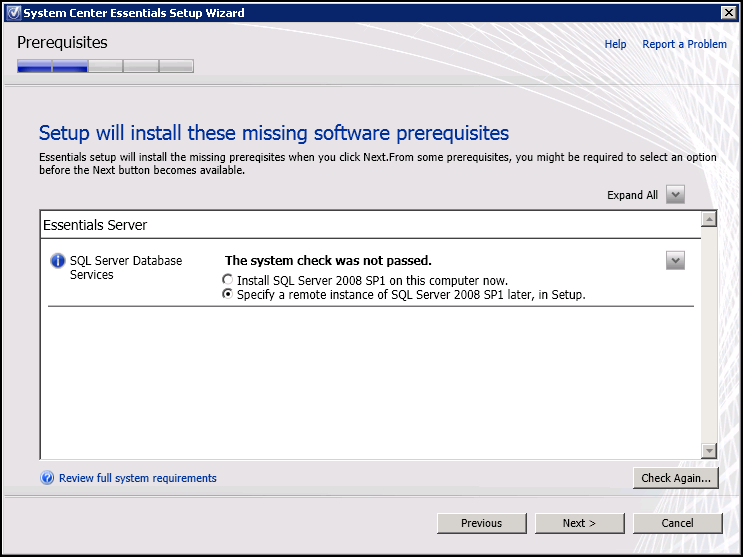 System Center Essentials Setup Wizard
Prerequisites
Help Report a Problem
Setup will install these missing software prerequisites
Essentials setup will install the missing prereqisites when you click Next.From some prerequisites, you might be required to select an option
before the Next button becomes available.
Expand All
Essentials Server
SQL Server Database
Services
The system check was not passed.
Install SQL Server 2008 SP1 on this computer now.
Specify a remote instance of SQL Server 2008 SP1 later, in Setup.
Review full system requirements
Check Again...
Previous Next > Cancel